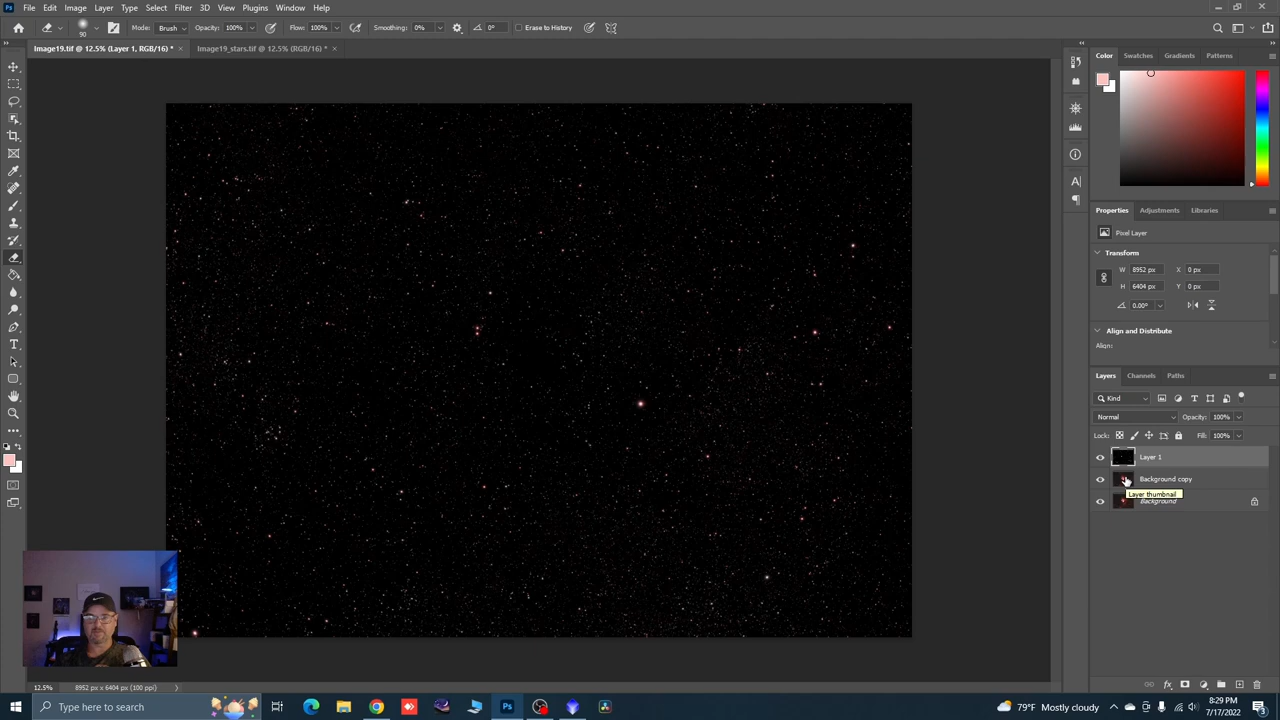 Ps File Edit Image Layer Type Select Filter 3D View Plugins Window Help
90 Mode: Brush Opacity: 100% Flow: 100% Smoothing: 0% 0° Erase to History
Image19.tif @ 12.5% (Layer 1, RGB/16) * × Image19_stars.tif @ 12.5% (RGB/16) * ×
Color Swatches Gradients Patterns
Properties Adjustments Libraries
Pixel Layer
Transform
W 8952 px X 0 px
H 6404 px Y 0 px
0.00°
Align and Distribute
Align:
Layers Channels Paths
Kind
Normal Opacity: 100%
Lock: Fill: 100%
Layer 1
Background copy
Layer thumbnail
Background
12.5% 8952 px x 6404 px (100 ppi)
Type here to search
Ps
79°F Mostly cloudy
8:29 PM
7/17/2022
3